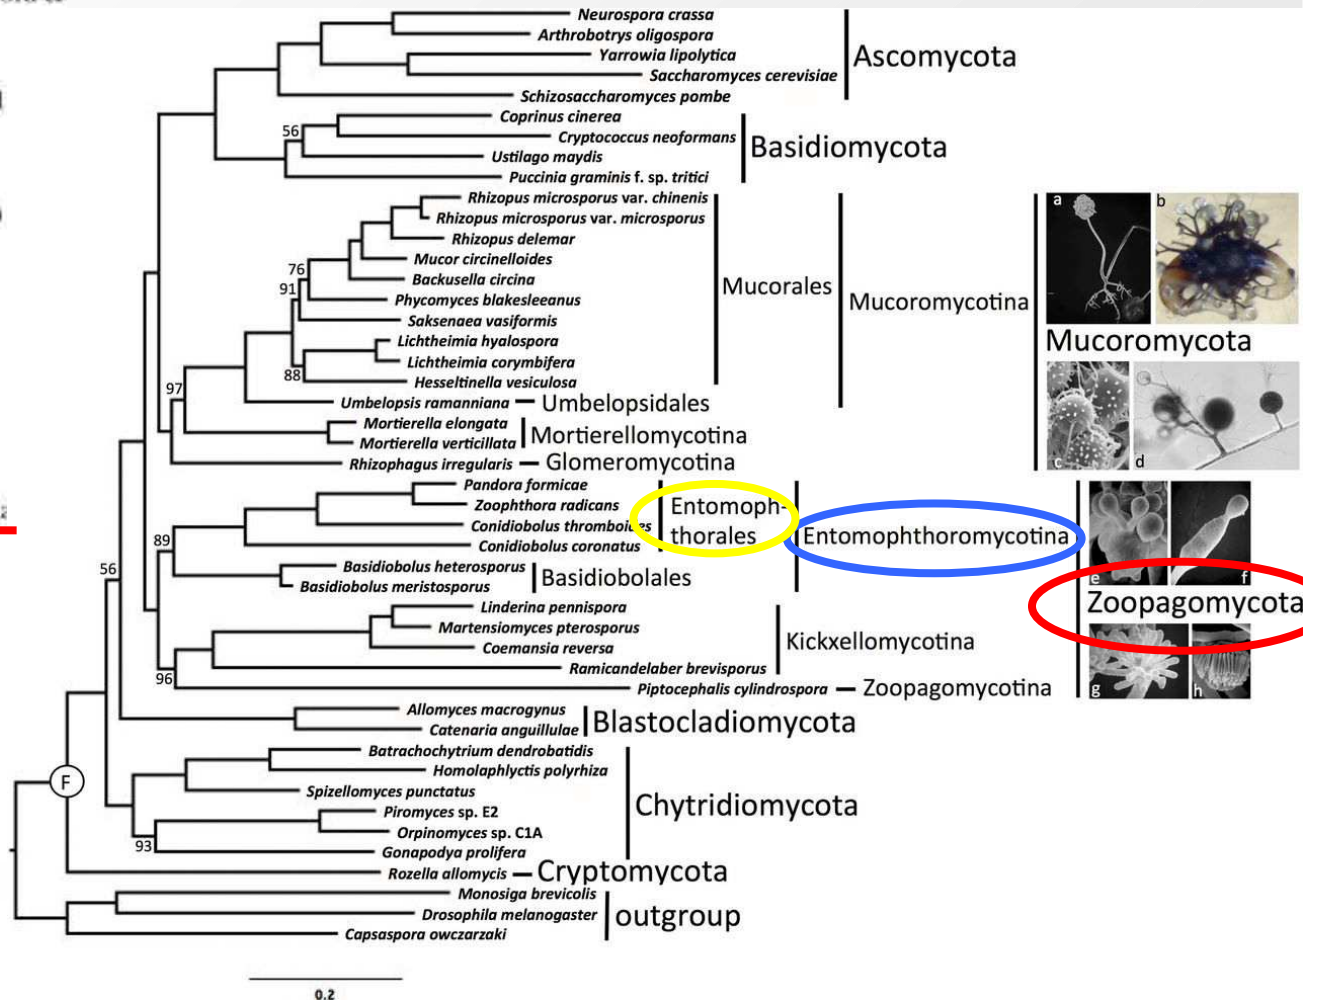 Neurospora crassa
Arthrobotrys oligospora
Yarrowia lipolytica
Saccharomyces cerevisiae
Schizosaccharomyces pombe
Ascomycota
56
Coprinus cinerea
Cryptococcus neoformans
Ustilago maydis
Puccinia graminis f. sp. tritici
Basidiomycota
Rhizopus microsporus var. chinenis
Rhizopus microsporus var. microsporus
Rhizopus delemar
Mucor circinelloides
76
Backusella circina
91
Phycomyces blakesleeanus
Saksenaea vasiformis
Lichtheimia hyalospora
Lichtheimia corymbifera
88
Hesseltinella vesiculosa
Mucorales
Mucoromycotina
97
Umbelopsis ramanniana
Umbelopsidales
Mortierella elongata
Mortierella verticillata
Mortierellomycotina
Rhizophagus irregularis
Glomeromycotina
a
b
Mucoromycota
c
d
Pandora formicae
Zoophthora radicans
Conidiobolus thromboides
Conidiobolus coronatus
Entomoph-
thorales
89
Basidiobolus heterosporus
Basidiobolus meristosporus
Basidiobolales
Entomophthoromycotina
56
Linderina pennispora
Martensiomyces pterosporus
Coemansia reversa
Ramicandelaber brevisporus
Kickxellomycotina
96
Piptocephalis cylindrospora
Zoopagomycotina
e
f
Zoopagomycota
g
h
Allomyces macrogynus
Catenaria anguillulae
Blastocladiomycota
Batrachochytrium dendrobatidis
Homolaphlyctis polyrhiza
Spizellomyces punctatus
Piromyces sp. E2
Orpinomyces sp. C1A
93
Gonapodya prolifera
Chytridiomycota
F
Rozella allomycis
Cryptomycota
Monosiga brevicolis
Drosophila melanogaster
Capsaspora owczarzaki
outgroup
0.2